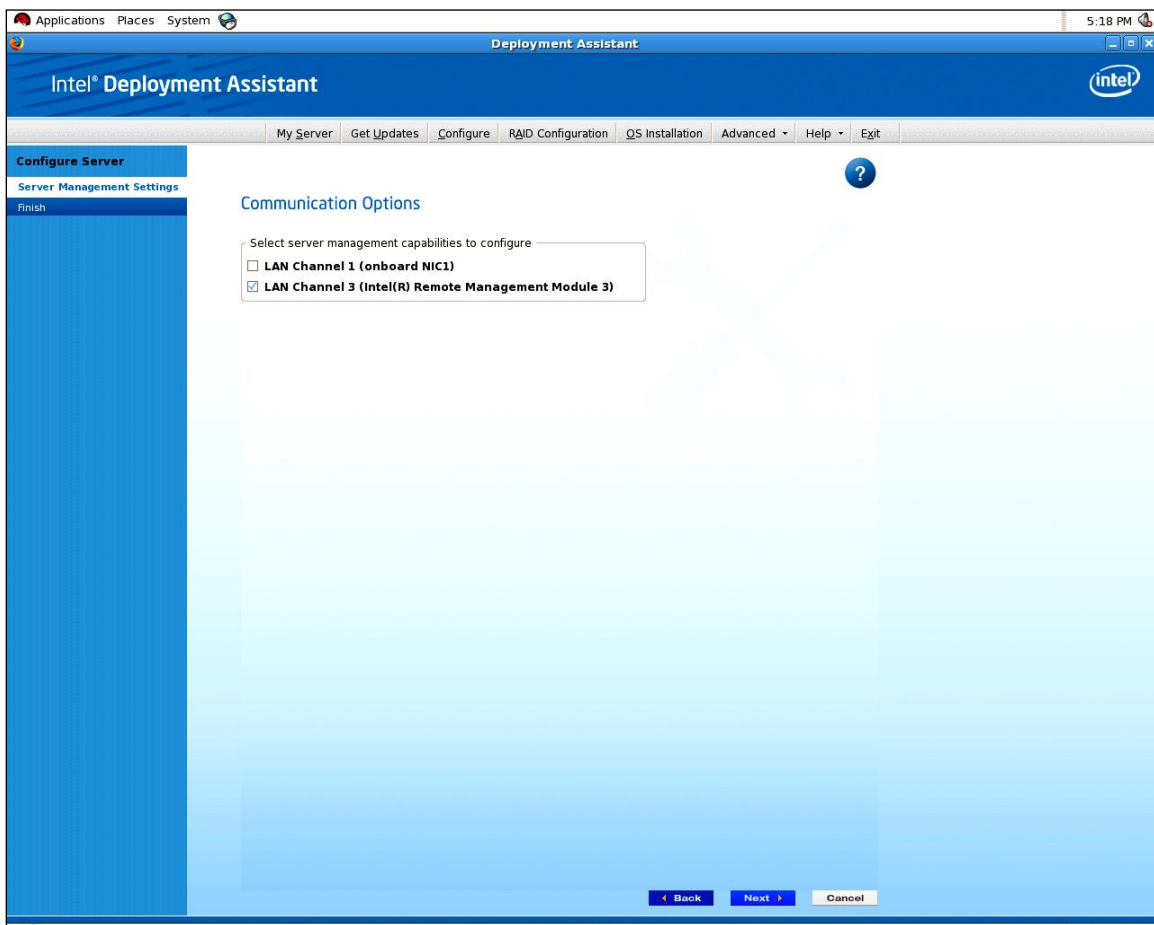 Applications Places System 5:18 PM
Deployment Assistant
Intel® Deployment Assistant
intel
My Server Get Updates Configure RAID Configuration OS Installation Advanced Help Exit
Configure Server
Server Management Settings
Finish
?
Communication Options
Select server management capabilities to configure
LAN Channel 1 (onboard NIC1)
LAN Channel 3 (Intel(R) Remote Management Module 3)
Back Next Cancel